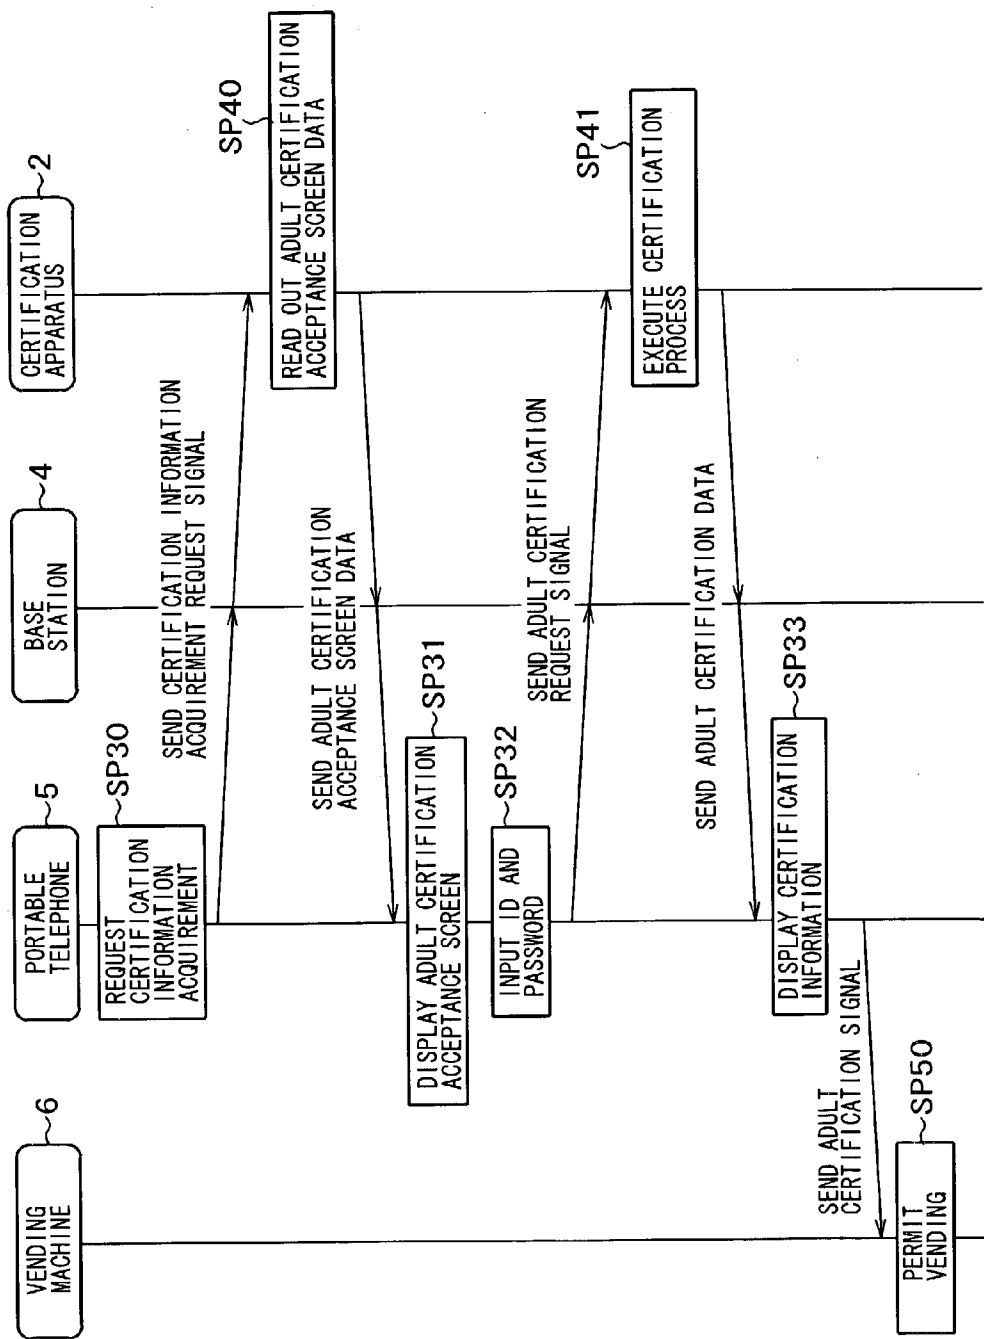 VENDING
MACHINE
6
PORTABLE
TELEPHONE
5
BASE
STATION
4
CERTIFICATION
APPARATUS
2
REQUEST
CERTIFICATION
INFORMATION
ACQUIREMENT
SP30
SEND CERTIFICATION INFORMATION
ACQUIREMENT REQUEST SIGNAL
READ OUT ADULT CERTIFICATION
ACCEPTANCE SCREEN DATA
SP40
SEND ADULT CERTIFICATION
ACCEPTANCE SCREEN DATA
DISPLAY ADULT CERTIFICATION
ACCEPTANCE SCREEN
SP31
INPUT ID AND
PASSWORD
SP32
SEND ADULT CERTIFICATION
REQUEST SIGNAL
EXECUTE CERTIFICATION
PROCESS
SP41
SEND ADULT CERTIFICATION DATA
DISPLAY CERTIFICATION
INFORMATION
SP33
SEND ADULT
CERTIFICATION SIGNAL
PERMIT
VENDING
SP50